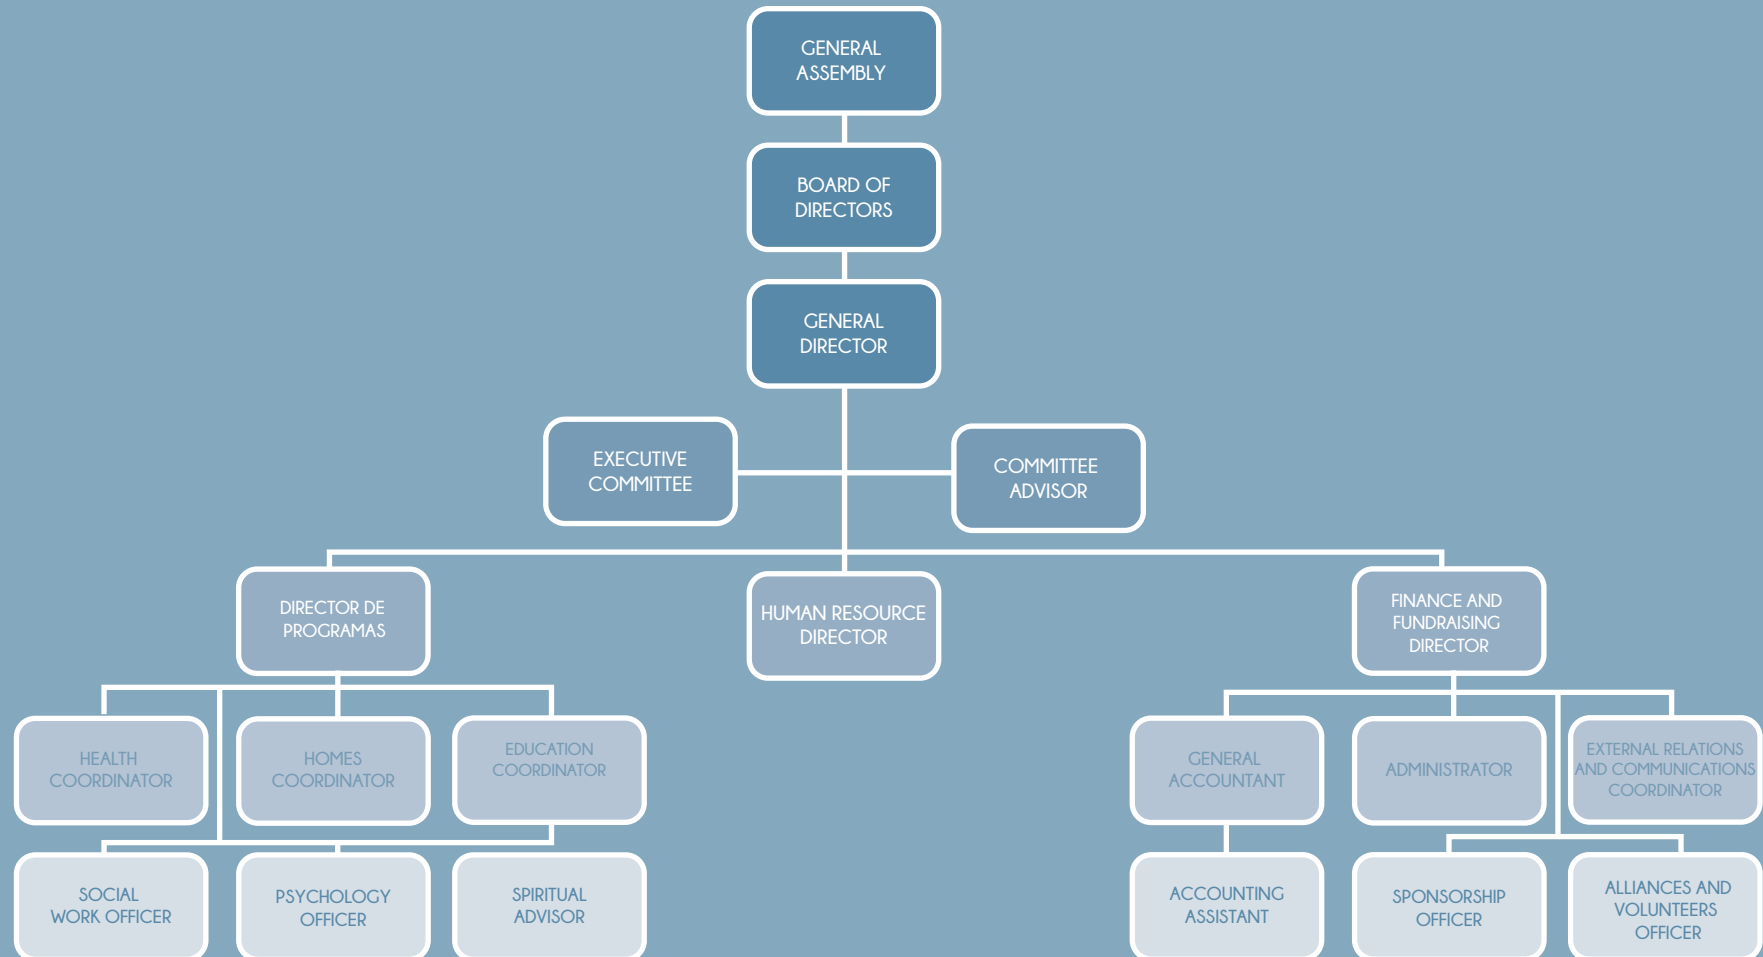 GENERAL
ASSEMBLY
BOARD OF
DIRECTORS
GENERAL
DIRECTOR
EXECUTIVE
COMMITTEE
COMMITTEE
ADVISOR
DIRECTOR DE
PROGRAMAS
HUMAN RESOURCE
DIRECTOR
FINANCE AND
FUNDRAISING
DIRECTOR
HEALTH
COORDINATOR
HOMES
COORDINATOR
EDUCATION
COORDINATOR
GENERAL
ACCOUNTANT
ADMINISTRATOR
EXTERNAL RELATIONS
AND COMMUNICATIONS
COORDINATOR
SOCIAL
WORK OFFICER
PSYCHOLOGY
OFFICER
SPIRITUAL
ADVISOR
ACCOUNTING
ASSISTANT
SPONSORSHIP
OFFICER
ALLIANCES AND
VOLUNTEERS
OFFICER